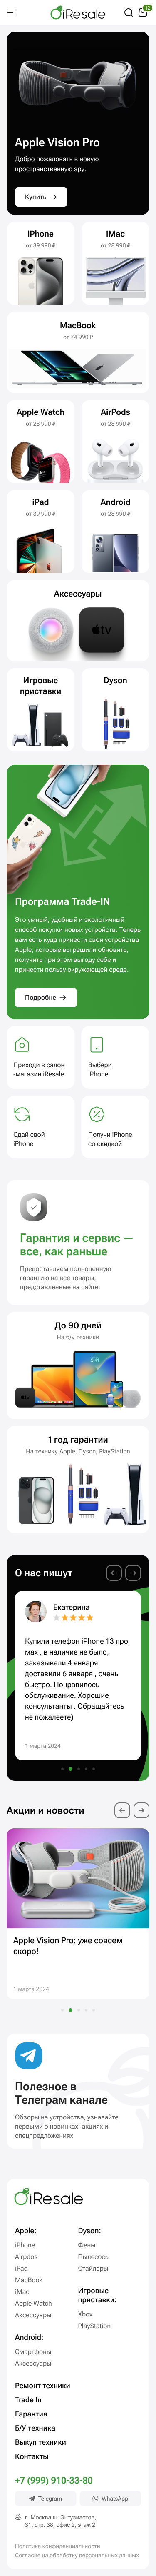 iResale
12
Apple Vision Pro
Добро пожаловать в новую
пространственную эру.
Купить
iPhone
от 39 990 ₽
iMac
от 28 990 ₽
MacBook
от 74 990 ₽
Apple Watch
от 28 990 ₽
AirPods
от 28 990 ₽
iPad
от 39 990 ₽
Android
от 28 990 ₽
Аксессуары
tv
Игровые
приставки
Dyson
Программа Trade-IN
Это умный, удобный и экологичный
способ покупки новых устройств. Теперь
вам есть куда принести свои устройства
Apple, которые вы решили обновить,
получить при этом выгоду себе и
принести пользу окружающей среде.
Подробнее
Приходи в салон
-магазин iResale
Выбери
iPhone
Сдай свой
iPhone
Получи iPhone
со скидкой
Гарантия и сервис —
все, как раньше
Предоставляем полноценную
гарантию на все товары,
представленные на сайте:
До 90 дней
На б/у технику
1 год гарантии
На технику Apple, Dyson, PlayStation
О нас пишут
Екатерина
Купили телефон iPhone 13 про
мах , в наличие не было,
заказывали 4 января,
доставили 6 января , очень
быстро. Понравилось
обслуживание. Хорошие
консультанты . Обращайтесь
не пожалеете)
1 марта 2024
Акции и новости
Apple Vision Pro: уже совсем
скоро!
1 марта 2024
Полезное в
Телеграм канале
Обзоры на устройства, узнавайте
первыми о новинках, акциях и
спецпредложениях
iResale
Apple:
iPhone
Airpdos
iPad
MacBook
iMac
Apple Watch
Аксессуары
Android:
Смартфоны
Аксессуары
Dyson:
Фены
Пылесосы
Стайлеры
Игровые
приставки:
Xbox
PlayStation
Ремонт техники
Trade In
Гарантия
Б/У техника
Выкуп техники
Контакты
+7 (999) 910-33-80
Telegram
WhatsApp
г. Москва ш. Энтузиастов,
31, стр. 38, офис 2, этаж 2
Политика конфиденциальности
Согласие на обработку персональных данных